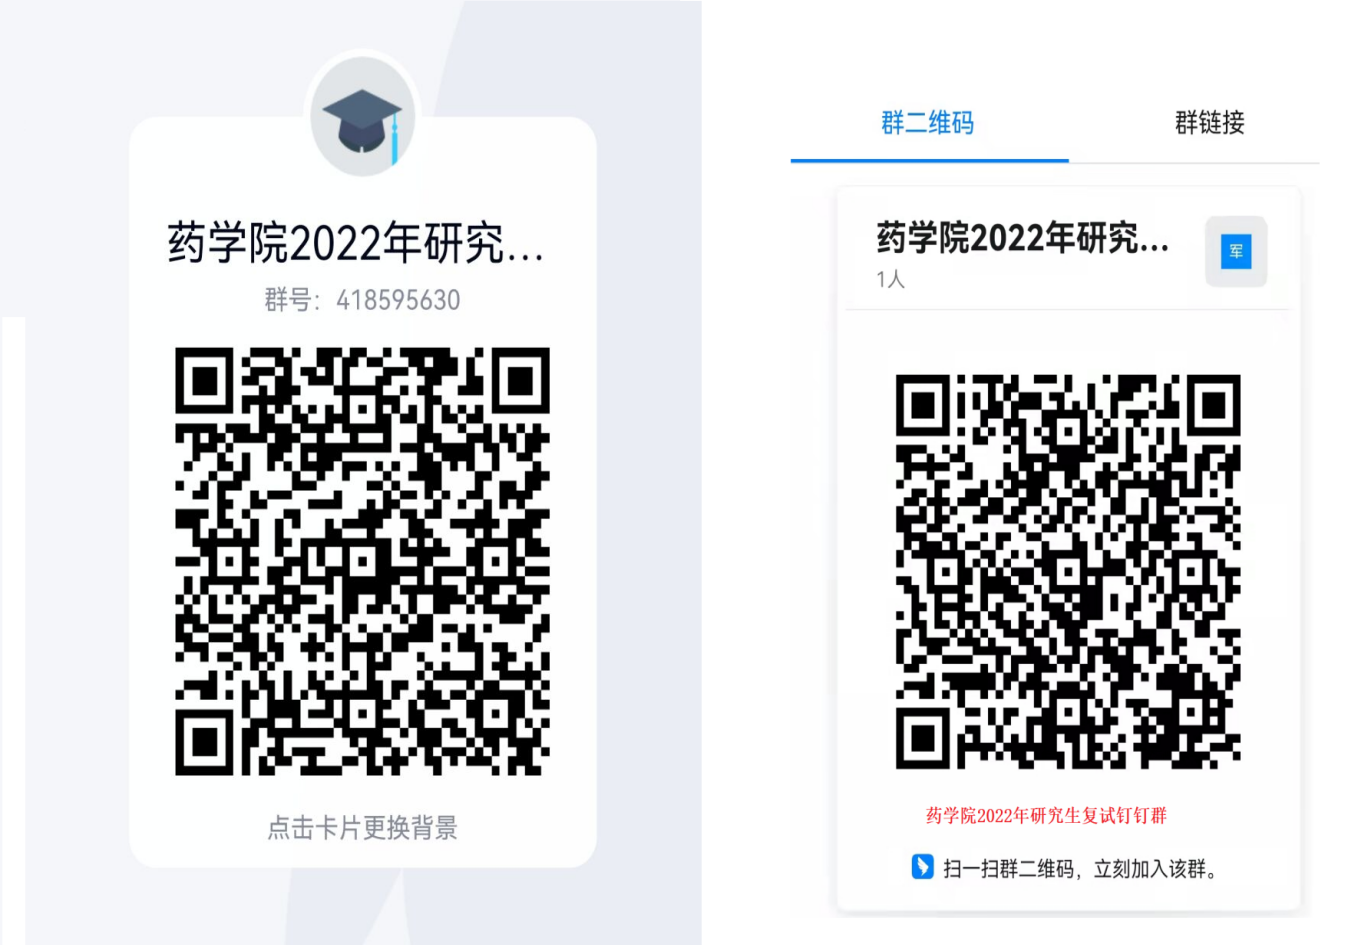 药学院2022年研究...
群号：418595630
点击卡片更换背景
群二维码
群链接
药学院2022年研究...
1人
军
药学院2022年研究生复试钉钉群
扫一扫群二维码，立刻加入该群。